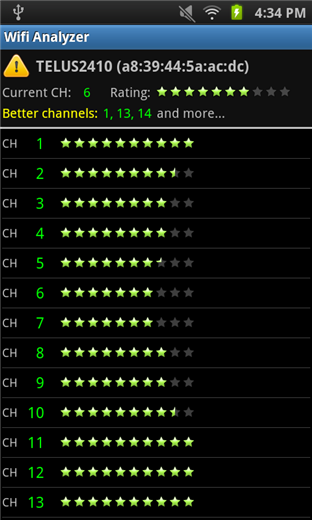 4:34 PM
Wifi Analyzer
TELUS2410 (a8:39:44:5a:ac:dc)
Current CH: 6 Rating:
Better channels: 1, 13, 14 and more...
CH 1
CH 2
CH 3
CH 4
CH 5
CH 6
CH 7
CH 8
CH 9
CH 10
CH 11
CH 12
CH 13